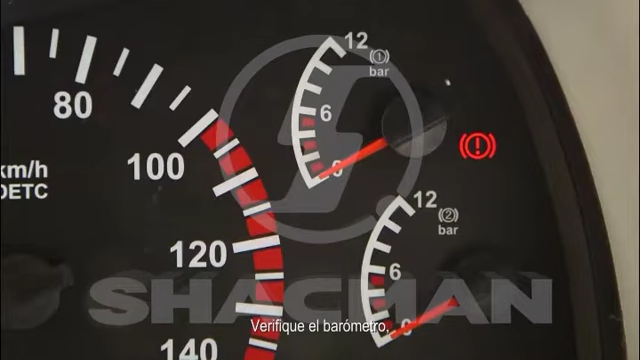 80
100
120
140
km/h
DETC
12
6
0
bar
12
6
0
bar
SHACMAN
Verifique el barómetro.